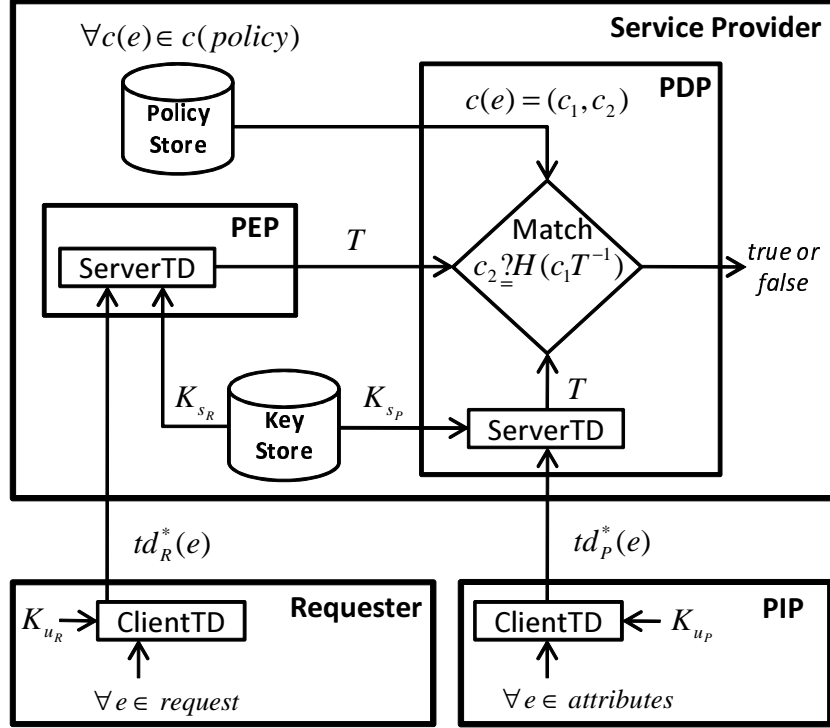 ∀c(e) ∈ c(policy)
Service Provider
Policy
Store
PDP
c(e) = (c₁, c₂)
PEP
ServerTD
T
Match
c₂ ?= H(c₁T⁻¹)
true or
false
K_{s_R}
Key
Store
K_{s_P}
T
ServerTD
td*_R(e)
td*_P(e)
Requester
K_{u_R}
ClientTD
∀ e ∈ request
PIP
ClientTD
K_{u_P}
∀ e ∈ attributes